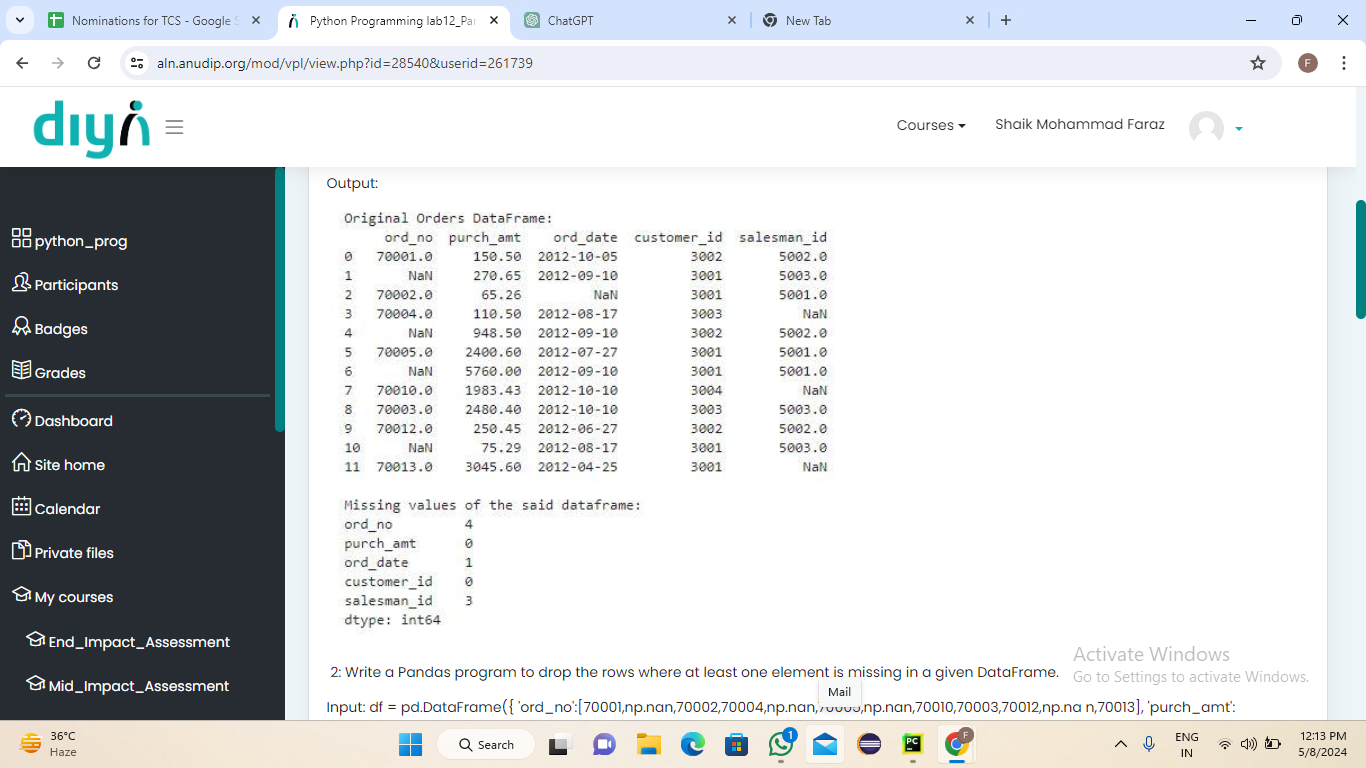 Nominations for TCS - Google S
Python Programming lab12_Par
ChatGPT
New Tab
aln.anudip.org/mod/vpl/view.php?id=28540&userid=261739
F
diyA
Courses
Shaik Mohammad Faraz
python_prog
Participants
Badges
Grades
Dashboard
Site home
Calendar
Private files
My courses
End_Impact_Assessment
Mid_Impact_Assessment
Output:
Original Orders DataFrame:
ord_no purch_amt ord_date customer_id salesman_id
0 70001.0 150.50 2012-10-05 3002 5002.0
1 NaN 270.65 2012-09-10 3001 5003.0
2 70002.0 65.26 NaN 3001 5001.0
3 70004.0 110.50 2012-08-17 3003 NaN
4 NaN 948.50 2012-09-10 3002 5002.0
5 70005.0 2400.60 2012-07-27 3001 5001.0
6 NaN 5760.00 2012-09-10 3001 5001.0
7 70010.0 1983.43 2012-10-10 3004 NaN
8 70003.0 2480.40 2012-10-10 3003 5003.0
9 70012.0 250.45 2012-06-27 3002 5002.0
10 NaN 75.29 2012-08-17 3001 5003.0
11 70013.0 3045.60 2012-04-25 3001 NaN
Missing values of the said dataframe:
ord_no 4
purch_amt 0
ord_date 1
customer_id 0
salesman_id 3
dtype: int64
2: Write a Pandas program to drop the rows where at least one element is missing in a given DataFrame.
Input: df = pd.DataFrame({ 'ord_no':[70001,np.nan,70002,70004,np.nan,70005,np.nan,70010,70003,70012,np.na n,70013], 'purch_amt':
Mail
Activate Windows
Go to Settings to activate Windows.
36°C
Haze
Search
1
PC
F
ENG
IN
12:13 PM
5/8/2024